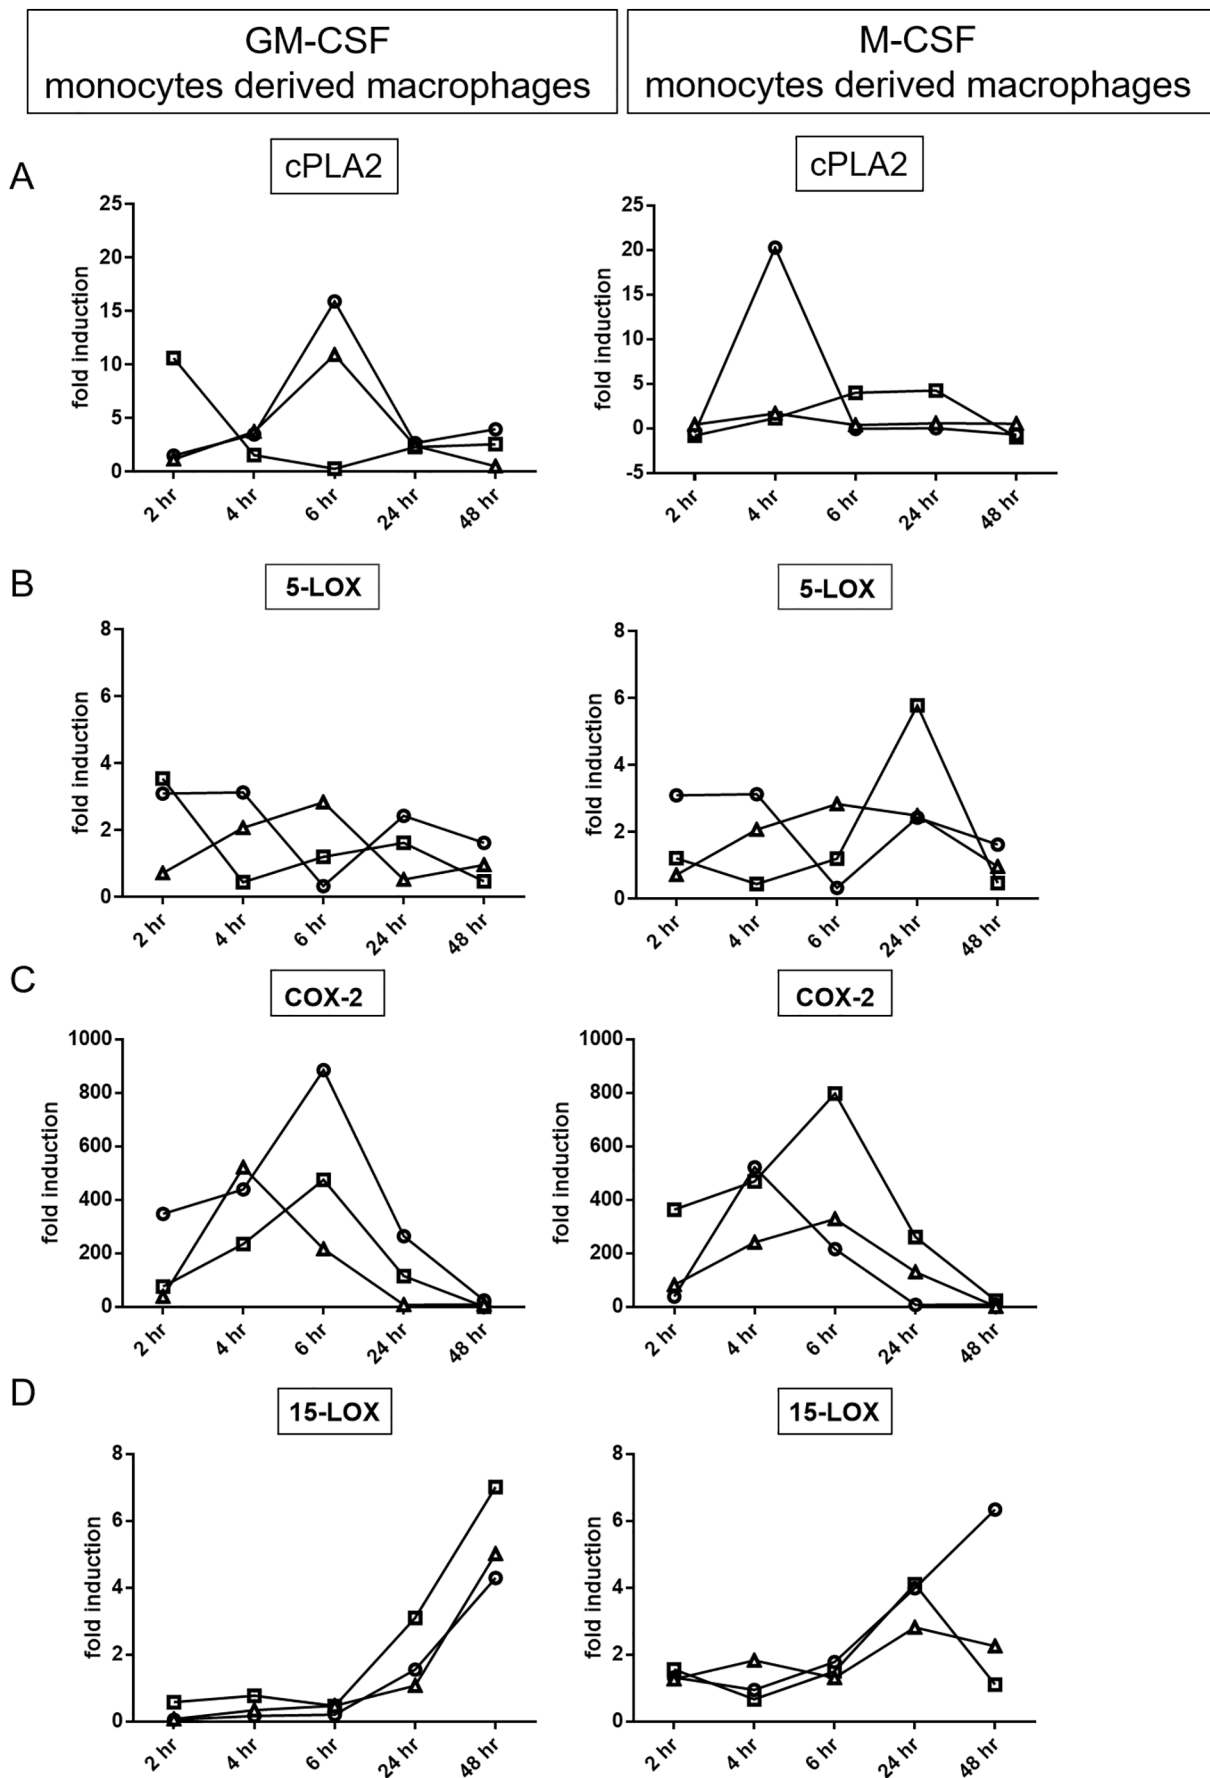 GM-CSF
monocytes derived macrophages
M-CSF
monocytes derived macrophages
A
cPLA2
25
20
15
10
5
0
fold induction
2 hr
4 hr
6 hr
24 hr
48 hr
cPLA2
25
20
15
10
5
0
-5
fold induction
2 hr
4 hr
6 hr
24 hr
48 hr
B
5-LOX
8
6
4
2
0
fold induction
2 hr
4 hr
6 hr
24 hr
48 hr
5-LOX
8
6
4
2
0
fold induction
2 hr
4 hr
6 hr
24 hr
48 hr
C
COX-2
1000
800
600
400
200
0
fold induction
2 hr
4 hr
6 hr
24 hr
48 hr
COX-2
1000
800
600
400
200
0
fold induction
2 hr
4 hr
6 hr
24 hr
48 hr
D
15-LOX
8
6
4
2
0
fold induction
2 hr
4 hr
6 hr
24 hr
48 hr
15-LOX
8
6
4
2
0
fold induction
2 hr
4 hr
6 hr
24 hr
48 hr